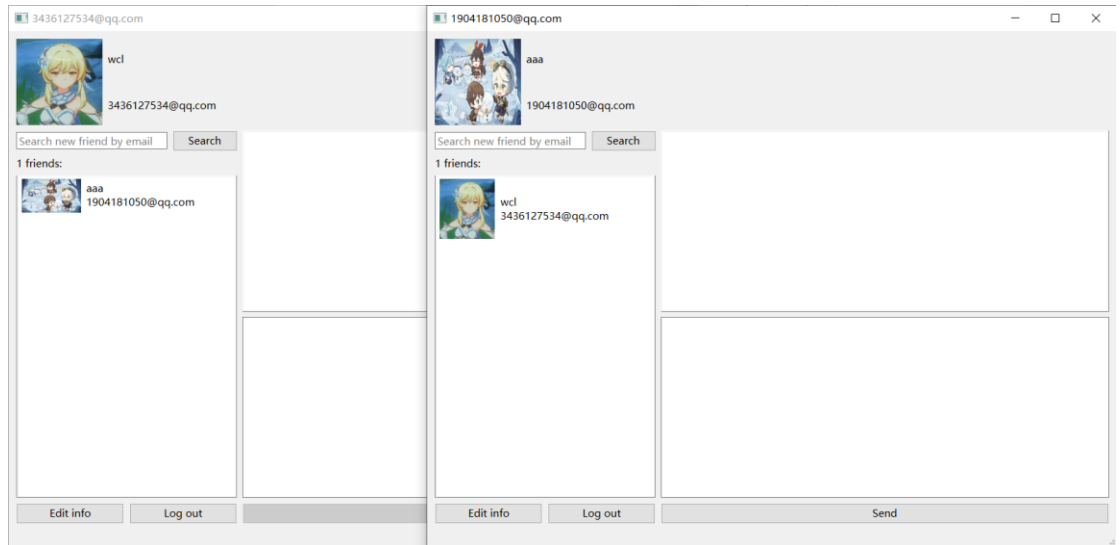 3436127534@qq.com
wcl
3436127534@qq.com
Search new friend by email Search
1 friends:
aaa
1904181050@qq.com
Edit info Log out
1904181050@qq.com
aaa
1904181050@qq.com
Search new friend by email Search
1 friends:
wcl
3436127534@qq.com
Edit info Log out Send